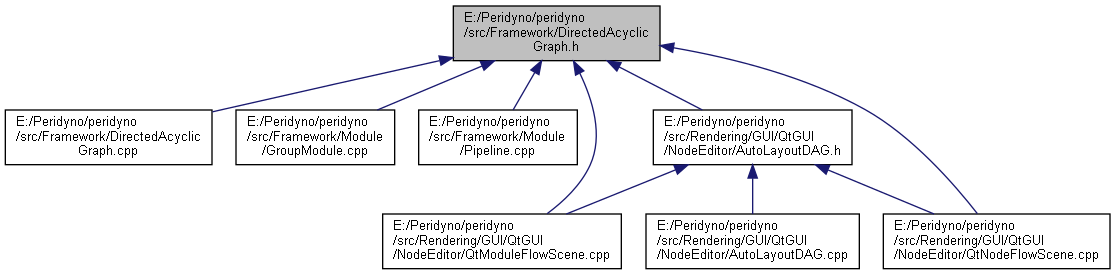 E:/Peridyno/peridyno
/src/Framework/DirectedAcyclic
Graph.h
E:/Peridyno/peridyno
/src/Framework/DirectedAcyclic
Graph.cpp
E:/Peridyno/peridyno
/src/Framework/Module
/GroupModule.cpp
E:/Peridyno/peridyno
/src/Framework/Module
/Pipeline.cpp
E:/Peridyno/peridyno
/src/Rendering/GUI/QtGUI
/NodeEditor/AutoLayoutDAG.h
E:/Peridyno/peridyno
/src/Rendering/GUI/QtGUI
/NodeEditor/QtModuleFlowScene.cpp
E:/Peridyno/peridyno
/src/Rendering/GUI/QtGUI
/NodeEditor/AutoLayoutDAG.cpp
E:/Peridyno/peridyno
/src/Rendering/GUI/QtGUI
/NodeEditor/QtNodeFlowScene.cpp